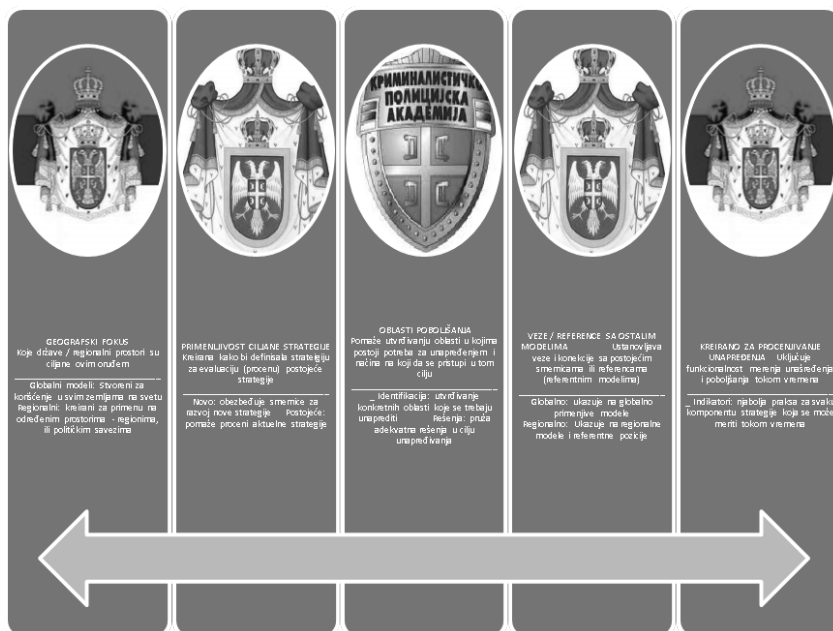 КРИМИНАЛИСТИЧКО
ПОЛИЦИЈСКА
АКАДЕМИЈА
GEOGRAFSKI FOKUS
Koje države / regionalni prostori su
ciljane ovim oruđem
Globalni modeli: Stvoreni za
korišćenje u svim zemljama na svetu
Regionalni: kreirani za primenu na
određenim prostorima - regionima,
ili političkim savezima
PRIMENLJIVOST CILJANE STRATEGIJE
Kreirana kako bi definisala strategiju
za evaluaciju (procenu) postojeće
strategije
Novo: obezbeđuje smernice za
razvoj nove strategije Postojeće:
pomaže proceni aktuelne strategije
OBLASTI POBOLJŠANJA
Pomaže utvrđivanju oblasti u kojima
postoji potreba za unapređenjem i
načina na koji da se pristupi u tom
cilju
_ Identifikacija: utvrđivanje
konkretnih oblasti koje se trebaju
unaprediti Rešenja: pruža
adekvatna rešenja u cilju
unapređivanja
VEZE / REFERENCE SA OSTALIM
MODELIMA Ustanovljava
veze i konekcije sa postojećim
smernicama ili referencama
(referentnim modelima)
Globalno: ukazuje na globalno
primenjive modele
Regionalno: Ukazuje na regionalne
modele i referentne pozicije
KREIRANO ZA PROCENJIVANJE
UNAPREĐENJA Uključuje
funkcionalnost merenja unašređenja
i poboljšanja tokom vremena
_ Indikatori: njabolja praksa za svaku
komponentu strategije koja se može
meriti tokom vremena